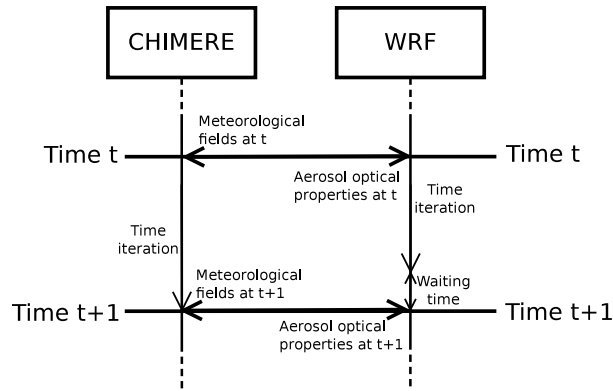 CHIMERE
WRF
Meteorological
fields at t
Time t
Time t
Aerosol optical
properties at t
Time
iteration
Time
iteration
Meteorological
fields at t+1
Waiting
time
Time t+1
Time t+1
Aerosol optical
properties at t+1